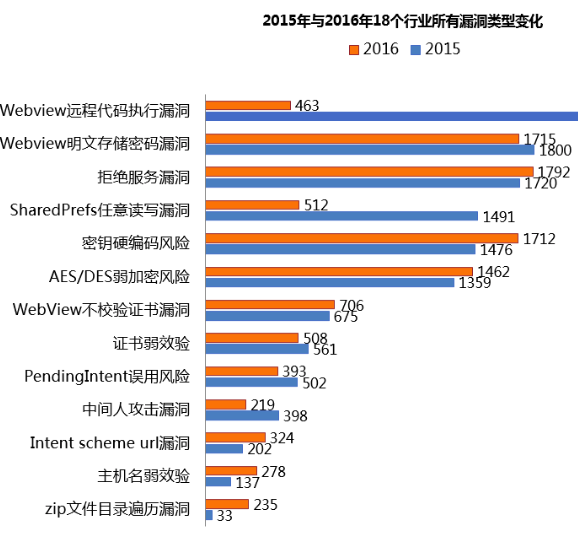 2015年与2016年18个行业所有漏洞类型变化
2016 2015
Webview远程代码执行漏洞 463
Webview明文存储密码漏洞 1715 1800
拒绝服务漏洞 1792 1720
SharedPrefs任意读写漏洞 512 1491
密钥硬编码风险 1712 1476
AES/DES弱加密风险 1462 1359
WebView不校验证书漏洞 706 675
证书弱效验 508 561
PendingIntent误用风险 393 502
中间人攻击漏洞 219 398
Intent scheme url漏洞 324 202
主机名弱效验 278 137
zip文件目录遍历漏洞 235 33